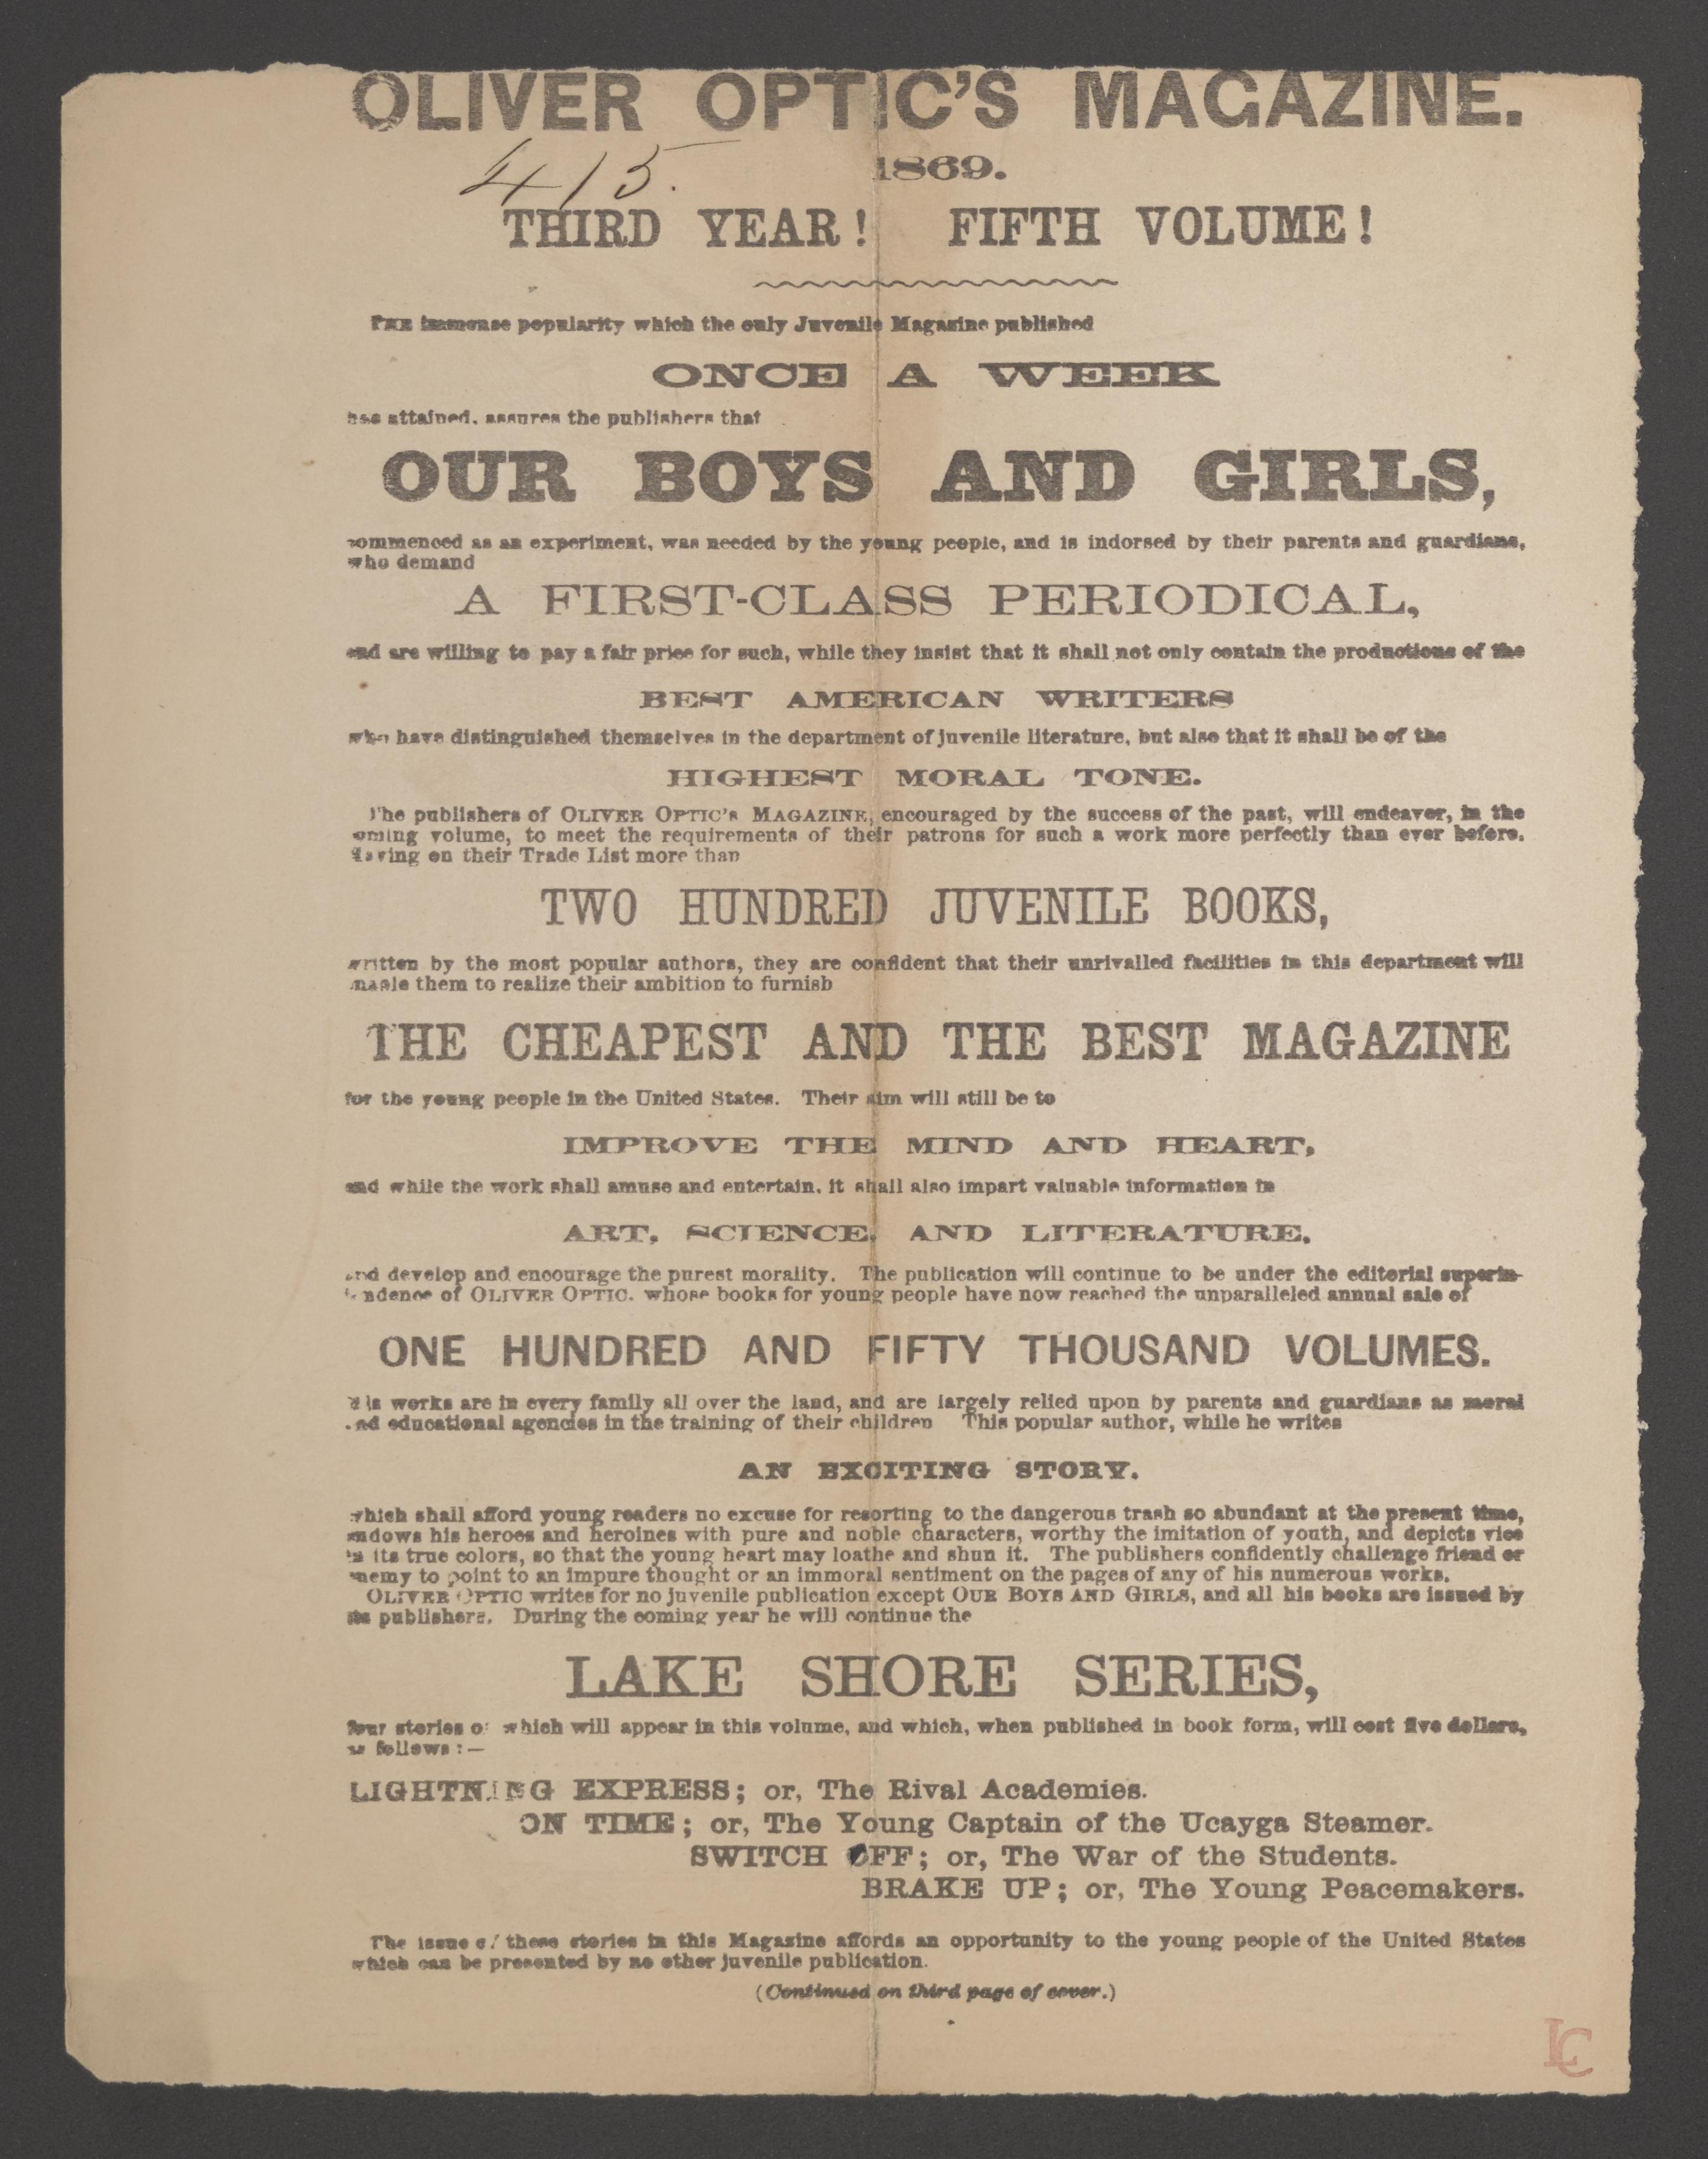 OLIVER OPTIC'S MAGAZINE.
1869.
415.
THIRD YEAR! FIFTH VOLUME!
THE immense popularity which the only Juvenile Magazine published
ONCE A WEEK
has attained, assures the publishers that
OUR BOYS AND GIRLS,
commenced as an experiment, was needed by the young people, and is indorsed by their parents and guardians,
who demand
A FIRST-CLASS PERIODICAL,
and are willing to pay a fair price for such, while they insist that it shall not only contain the productions of the
BEST AMERICAN WRITERS
who have distinguished themselves in the department of juvenile literature, but also that it shall be of the
HIGHEST MORAL TONE.
The publishers of OLIVER OPTIC'S MAGAZINE, encouraged by the success of the past, will endeavor, in the
oming volume, to meet the requirements of their patrons for such a work more perfectly than ever before.
Having on their Trade List more than
TWO HUNDRED JUVENILE BOOKS,
written by the most popular authors, they are confident that their unrivalled facilities in this department will
nable them to realize their ambition to furnish
THE CHEAPEST AND THE BEST MAGAZINE
for the young people in the United States. Their aim will still be to
IMPROVE THE MIND AND HEART,
and while the work shall amuse and entertain, it shall also impart valuable information in
ART, SCIENCE, AND LITERATURE,
and develop and encourage the purest morality. The publication will continue to be under the editorial superin-
tendence of OLIVER OPTIC, whose books for young people have now reached the unparalleled annual sale of
ONE HUNDRED AND FIFTY THOUSAND VOLUMES.
His works are in every family all over the land, and are largely relied upon by parents and guardians as moral
and educational agencies in the training of their children This popular author, while he writes
AN EXCITING STORY,
which shall afford young readers no excuse for resorting to the dangerous trash so abundant at the present time,
endows his heroes and heroines with pure and noble characters, worthy the imitation of youth, and depicts vice
in its true colors, so that the young heart may loathe and shun it. The publishers confidently challenge friend or
enemy to point to an impure thought or an immoral sentiment on the pages of any of his numerous works.
OLIVER OPTIC writes for no juvenile publication except OUR BOYS AND GIRLS, and all his books are issued by
its publishers. During the coming year he will continue the
LAKE SHORE SERIES,
four stories of which will appear in this volume, and which, when published in book form, will cost five dollars,
as follows:—
LIGHTNING EXPRESS; or, The Rival Academies.
ON TIME; or, The Young Captain of the Ucayga Steamer.
SWITCH OFF; or, The War of the Students.
BRAKE UP; or, The Young Peacemakers.
The issue of these stories in this Magazine affords an opportunity to the young people of the United States
which can be presented by no other juvenile publication.
(Continued on third page of cover.)
LC